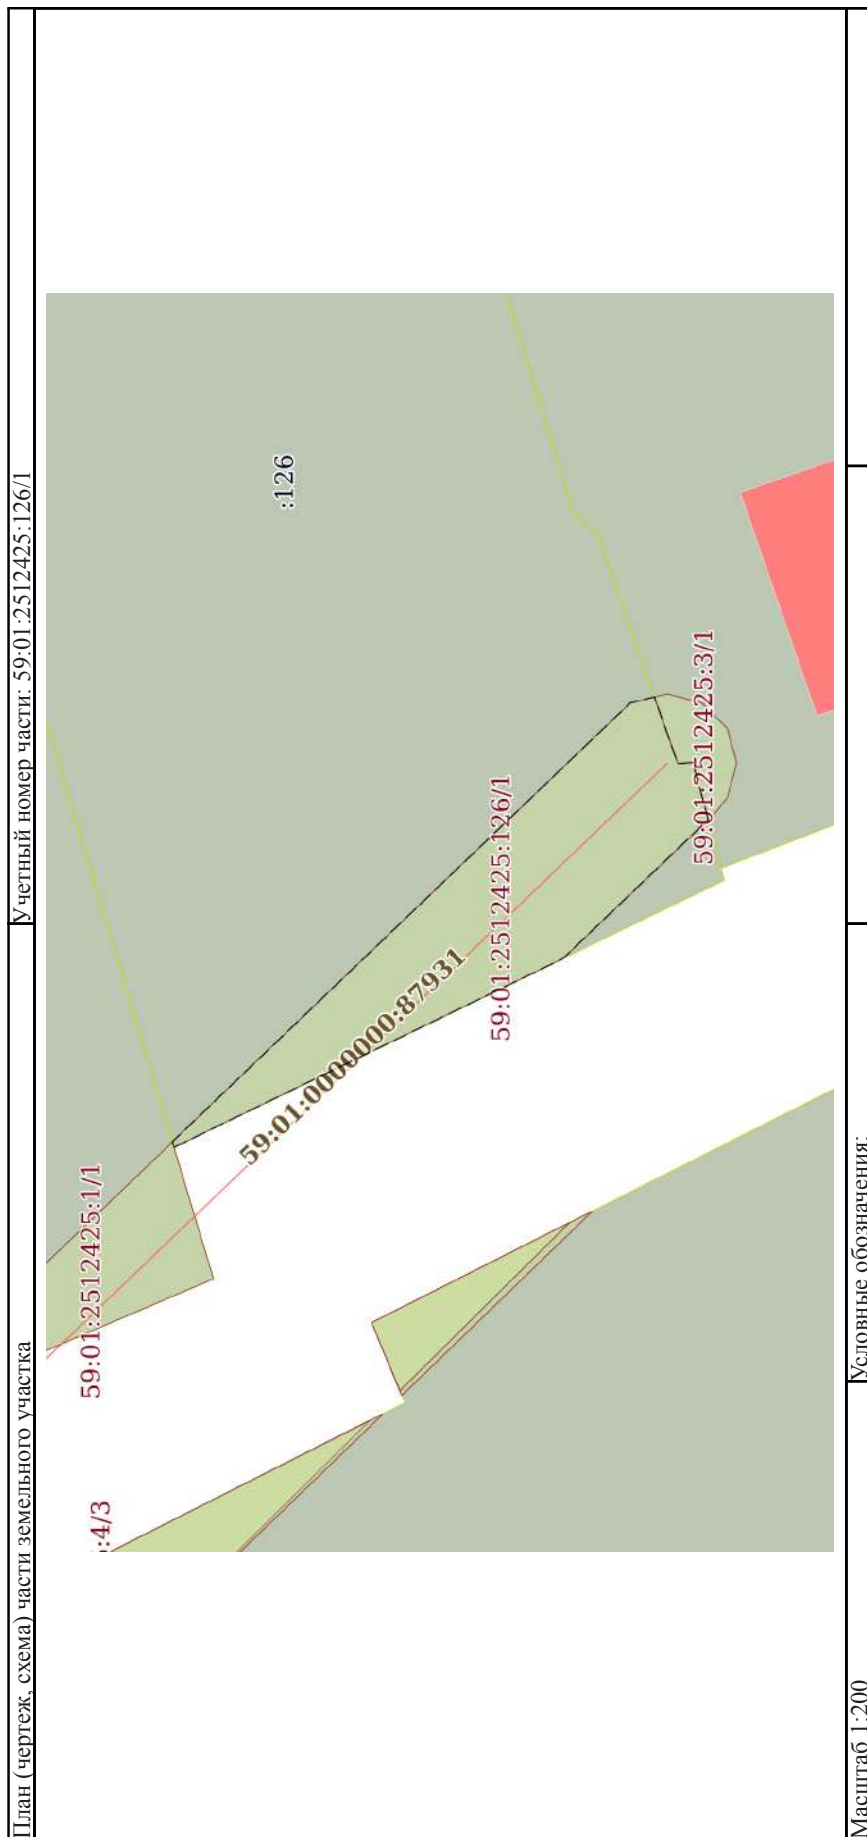 План (чертеж, схема) части земельного участка
Учетный номер части: 59:01:2512425:126/1
:4/3
59:01:2512425:1/1
59:01:0000000:87931
:126
59:01:2512425:126/1
59:01:2512425:3/1
Масштаб 1:200
Условные обозначения: